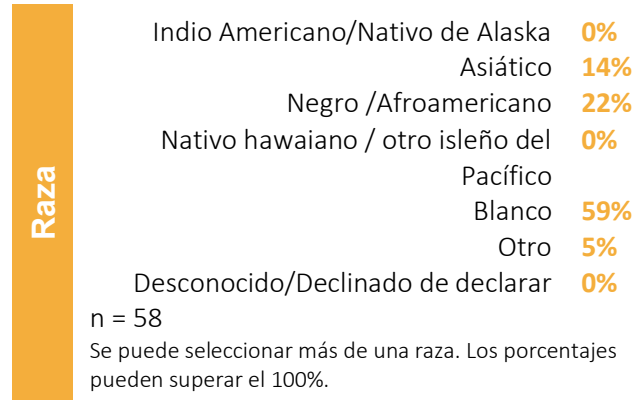 Raza
Indio Americano/Nativo de Alaska 0%
Asiático 14%
Negro /Afroamericano 22%
Nativo hawaiano / otro isleño del 0%
Pacífico
Blanco 59%
Otro 5%
Desconocido/Declinado de declarar 0%
n = 58
Se puede seleccionar más de una raza. Los porcentajes
pueden superar el 100%.